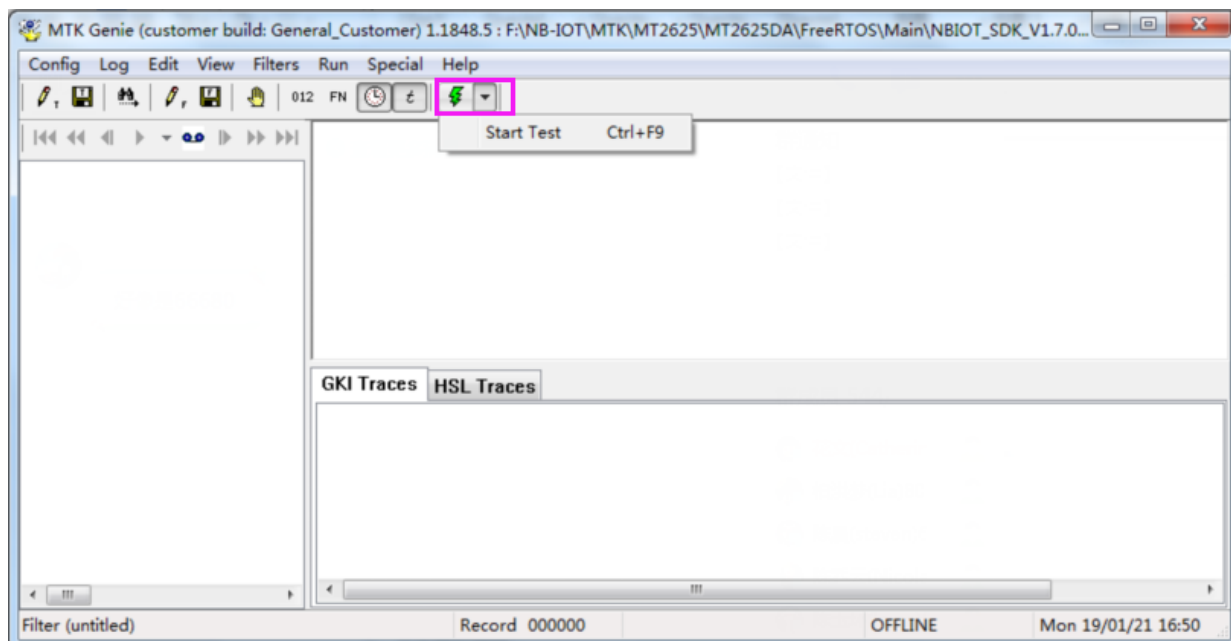 MTK Genie (customer build: General_Customer) 1.1848.5 : F:\NB-IOT\MTK\MT2625\MT2625DA\FreeRTOS\Main\NBIOT_SDK_V1.7.0...
Config Log Edit View Filters Run Special Help
012 FN t
Start Test Ctrl+F9
GKI Traces HSL Traces
Filter (untitled) Record 000000 OFFLINE Mon 19/01/21 16:50